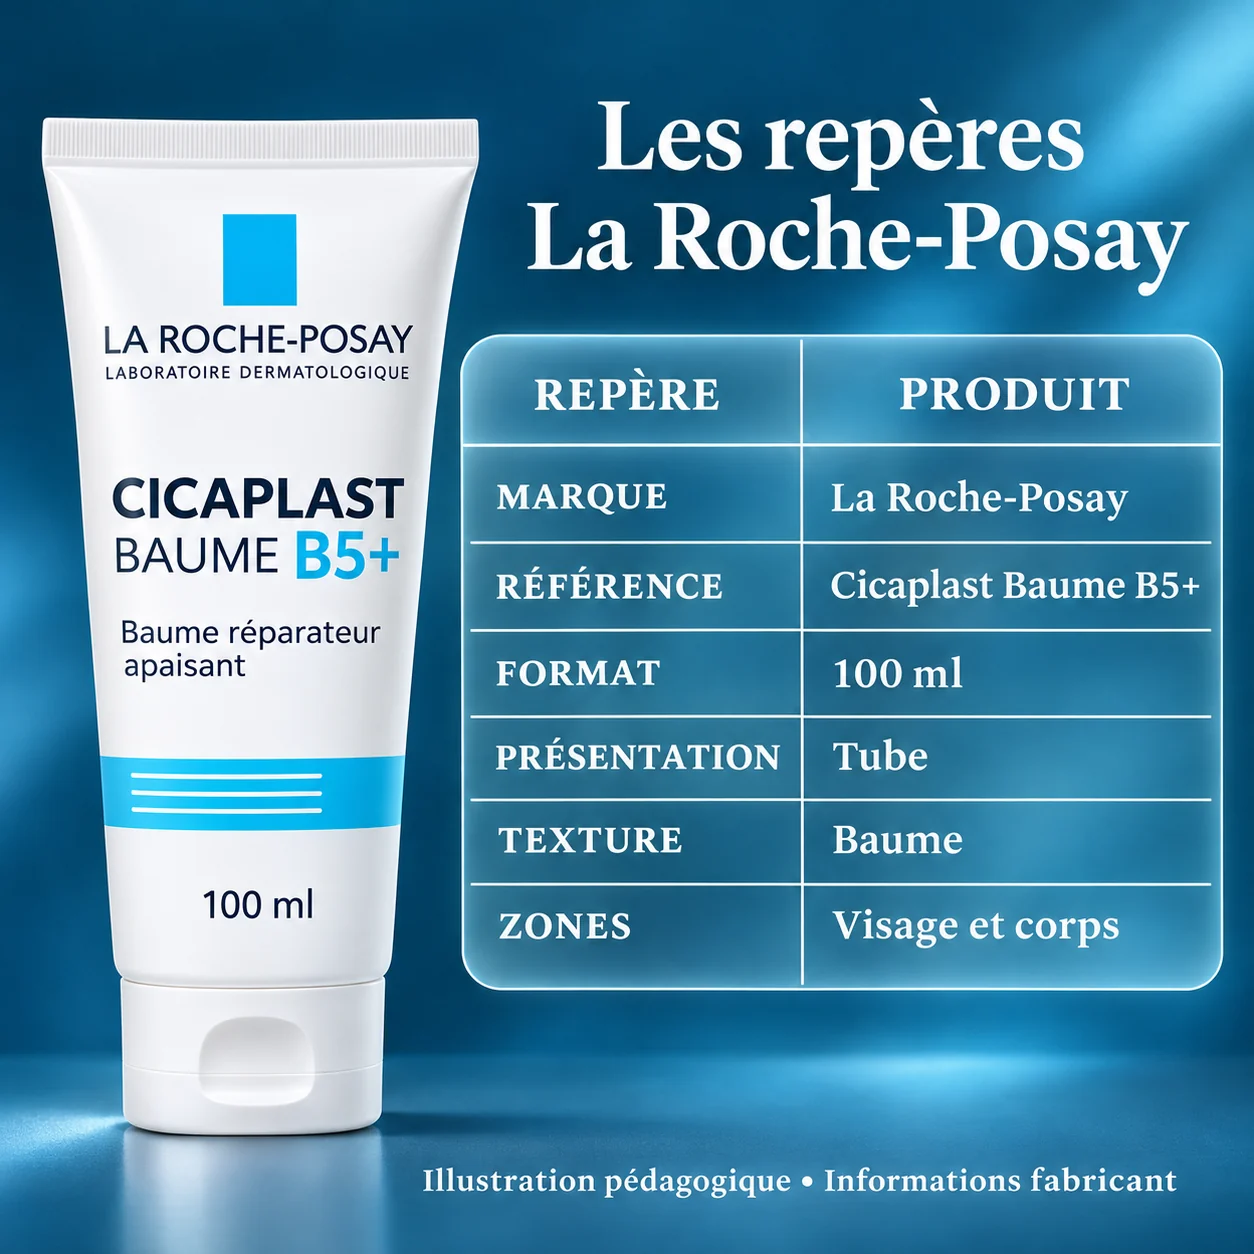 LA ROCHE-POSAY
LABORATOIRE DERMATOLOGIQUE
CICAPLAST
BAUME B5+
Baume réparateur
apaisant
100 ml
Les repères
La Roche-Posay
REPÈRE PRODUIT
MARQUE La Roche-Posay
RÉFÉRENCE Cicaplast Baume B5+
FORMAT 100 ml
PRÉSENTATION Tube
TEXTURE Baume
ZONES Visage et corps
Illustration pédagogique • Informations fabricant